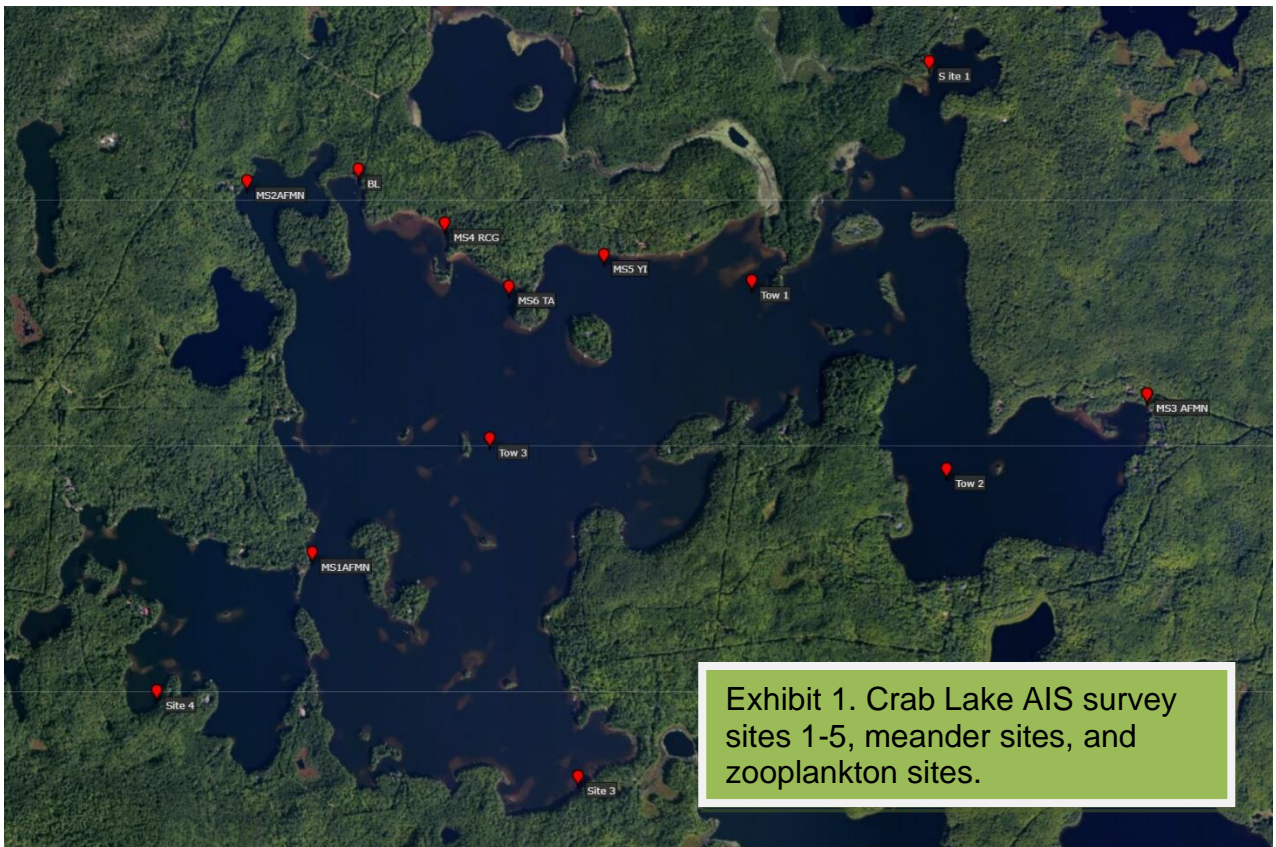 S ite 1
BL
MS2AFMN
MS4 RCG
MS5 YI
MS6 TA
Tow 1
MS3 AFMN
Tow 3
Tow 2
MS1AFMN
Site 4
Site 3
Exhibit 1. Crab Lake AIS survey
sites 1-5, meander sites, and
zooplankton sites.